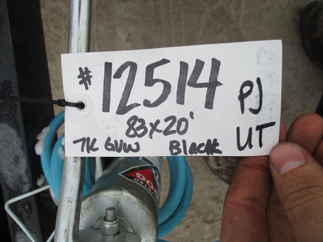 #12514 PJ
83x20' UT
7K GVW Black